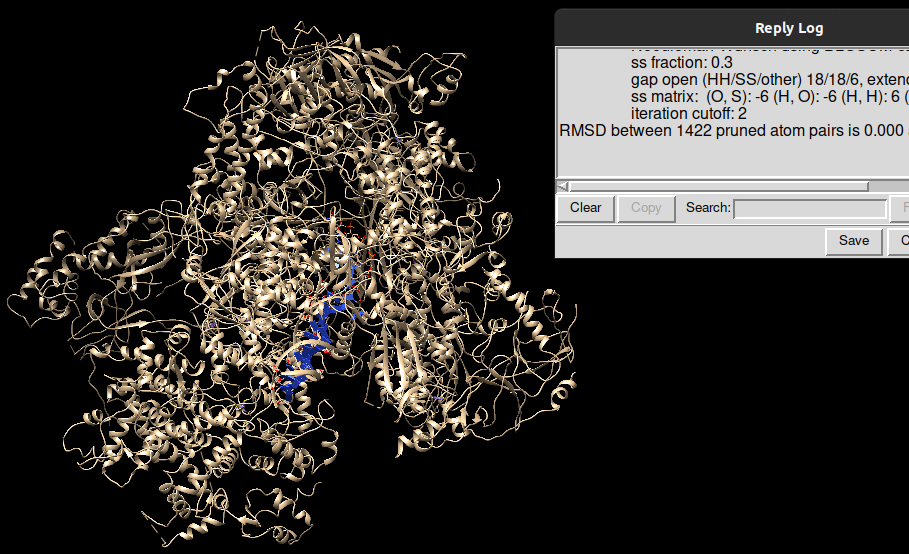 Reply Log
ss fraction: 0.3
gap open (HH/SS/other) 18/18/6, extend
ss matrix: (O, S): -6 (H, O): -6 (H, H): 6 (
iteration cutoff: 2
RMSD between 1422 pruned atom pairs is 0.000
Clear Copy Search:
Save